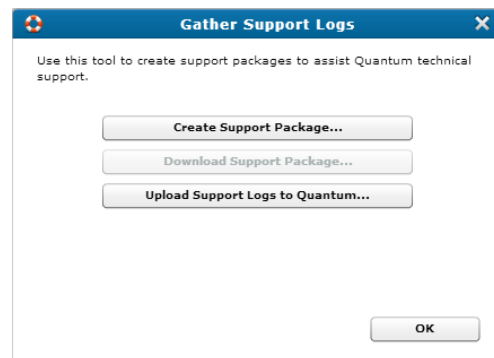 Gather Support Logs
Use this tool to create support packages to assist Quantum technical
support.
Create Support Package...
Download Support Package...
Upload Support Logs to Quantum...
OK